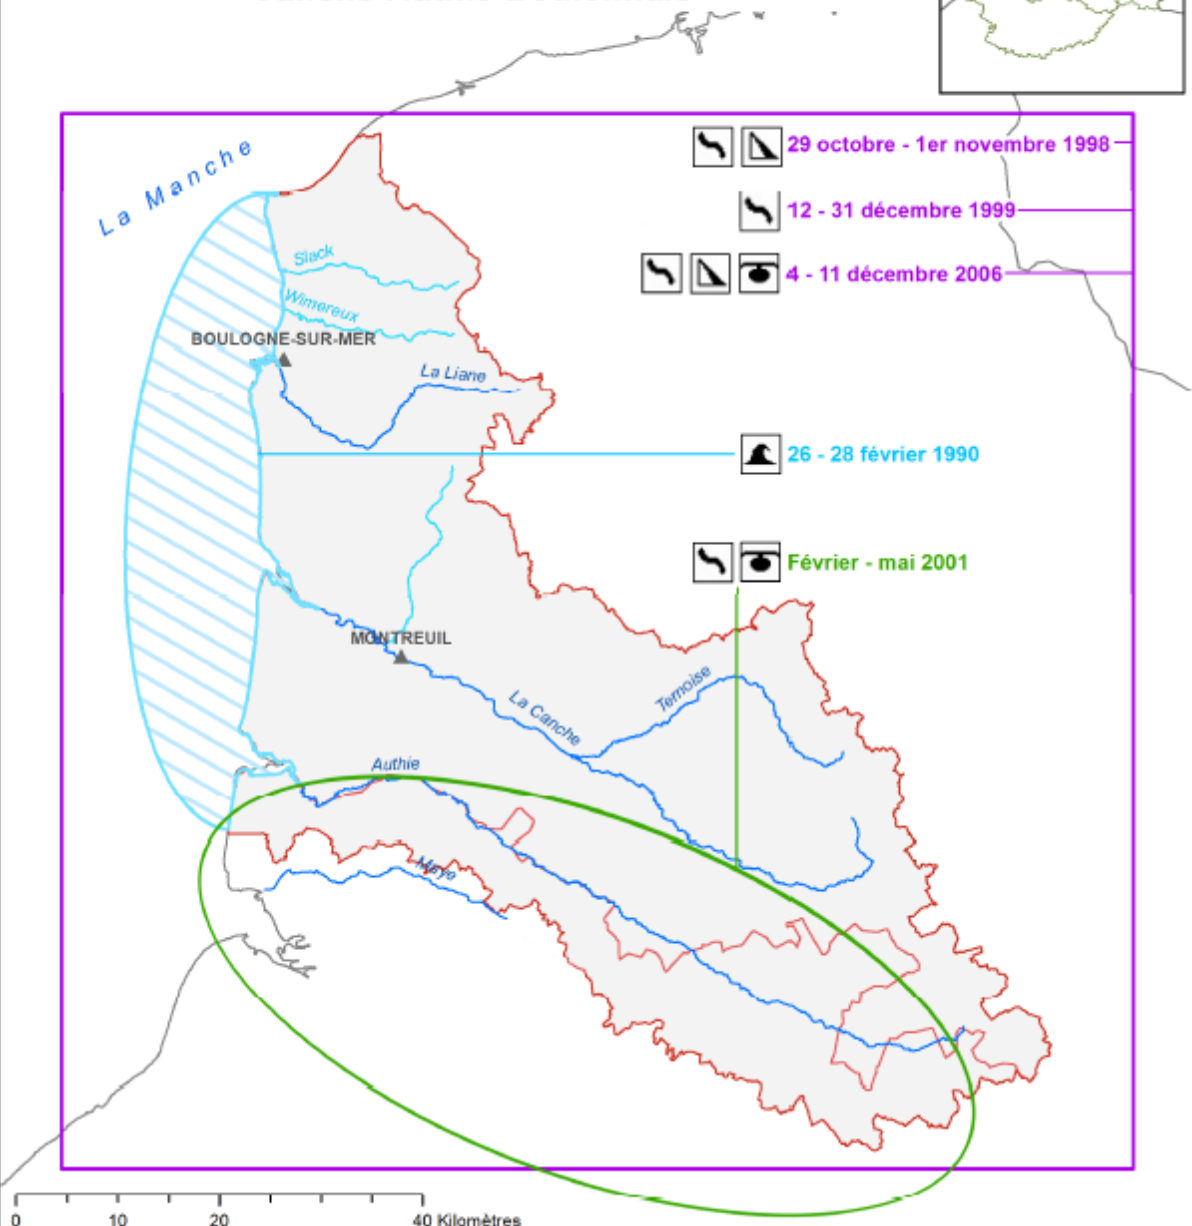 La Manche
29 octobre - 1er novembre 1998
12 - 31 décembre 1999
Slack
4 - 11 décembre 2006
Wimereux
BOULOGNE-SUR-MER
La Liane
26 - 28 février 1990
Février - mai 2001
MONTREUIL
Ternoise
La Canche
Authie
Maye
0 10 20 40 Kilomètres